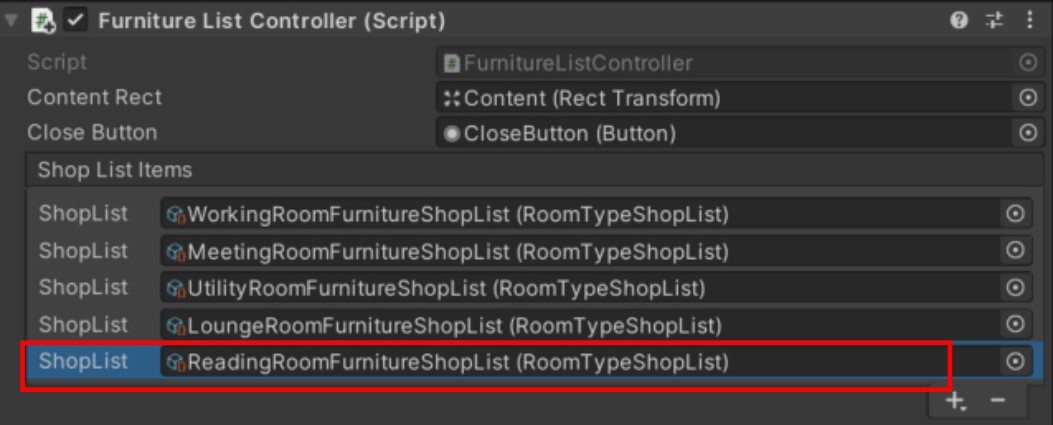 Furniture List Controller (Script)
Script FurnitureListController
Content Rect Content (Rect Transform)
Close Button CloseButton (Button)
Shop List Items
ShopList WorkingRoomFurnitureShopList (RoomTypeShopList)
ShopList MeetingRoomFurnitureShopList (RoomTypeShopList)
ShopList UtilityRoomFurnitureShopList (RoomTypeShopList)
ShopList LoungeRoomFurnitureShopList (RoomTypeShopList)
ShopList ReadingRoomFurnitureShopList (RoomTypeShopList)